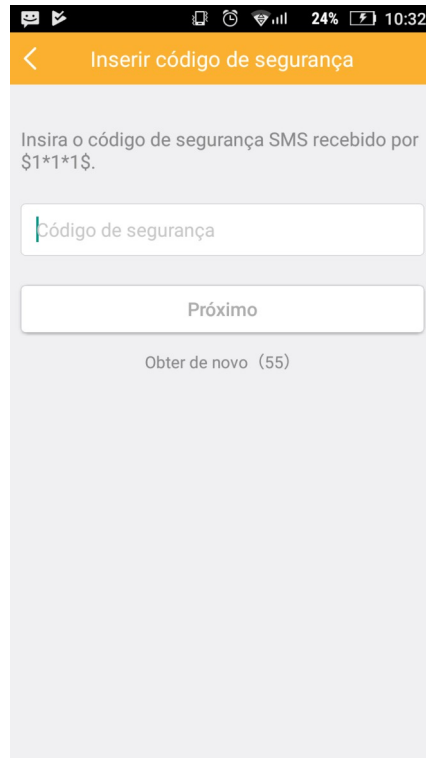 24% 10:32
Inserir código de segurança
Insira o código de segurança SMS recebido por
$1*1*1$.
Código de segurança
Próximo
Obter de novo（55）